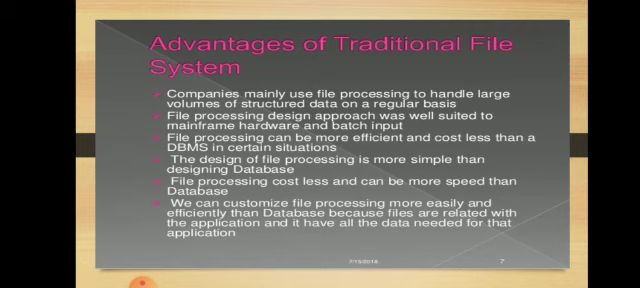 Advantages of Traditional File
System
Companies mainly use file processing to handle large
volumes of structured data on a regular basis
File processing design approach was well suited to
mainframe hardware and batch input
File processing can be more efficient and cost less than a
DBMS in certain situations
The design of file processing is more simple than
designing Database
File processing cost less and can be more speed than
Database
We can customize file processing more easily and
efficiently than Database because files are related with
the application and it have all the data needed for that
application
7/15/2018
7